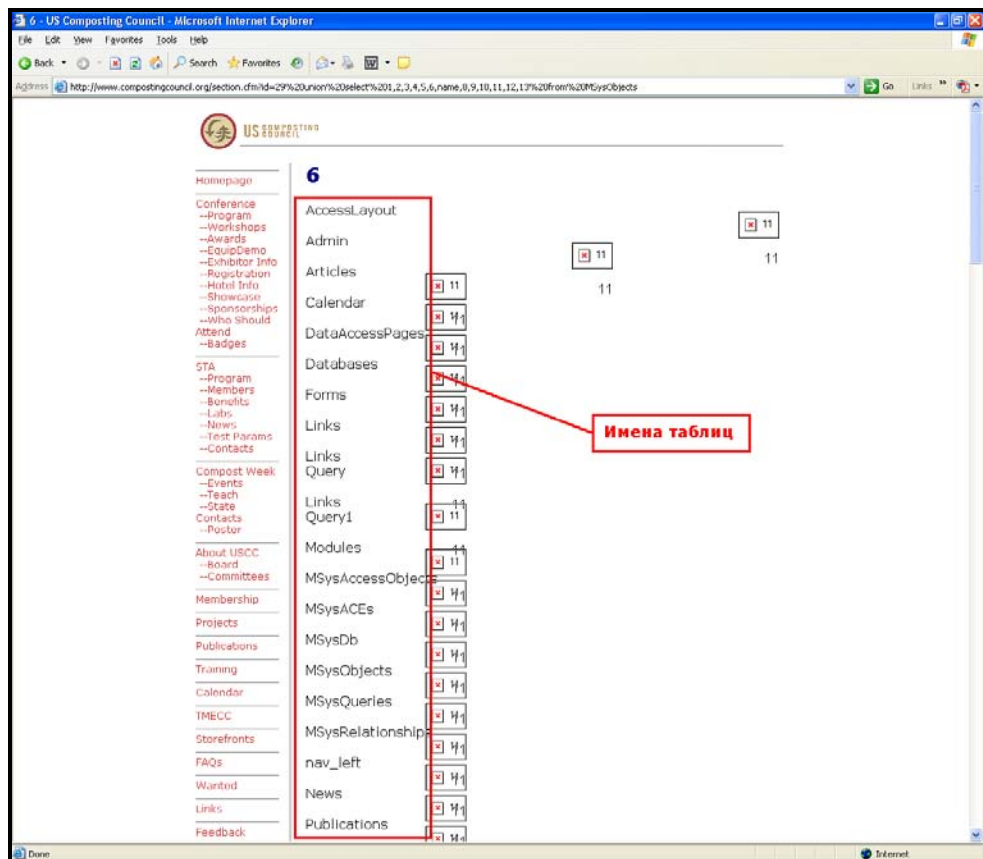 6 - US Composting Council - Microsoft Internet Explorer
File Edit View Favorites Tools Help
Back Search Favorites
Address http://www.compostingcouncil.org/section.cfm?id=29%20union%20select%201,2,3,4,5,6,name,8,9,10,11,12,13%20from%20MSysObjects Go Links
US COMPOSTING
COUNCIL
6
Homepage
Conference
--Program
--Workshops
--Awards
--EquipDemo
--Exhibitor Info
--Registration
--Hotel Info
--Showcase
--Sponsorships
--Who Should
Attend
--Badges
STA
--Program
--Members
--Benefits
--Labs
--News
--Test Params
--Contacts
Compost Week
--Events
--Teach
--State
Contacts
--Poster
About USCC
--Board
--Committees
Membership
Projects
Publications
Training
Calendar
TMECC
Storefronts
FAQs
Wanted
Links
Feedback
AccessLayout
Admin
Articles
Calendar
DataAccessPages
Databases
Forms
Links
Links
Query
Links
Query1
Modules
MSysAccessObjects
MSysACEs
MSysDb
MSysObjects
MSysQueries
MSysRelationships
nav_left
News
Publications
11
11
11
11
11
11
11
Имена таблиц
Done Internet